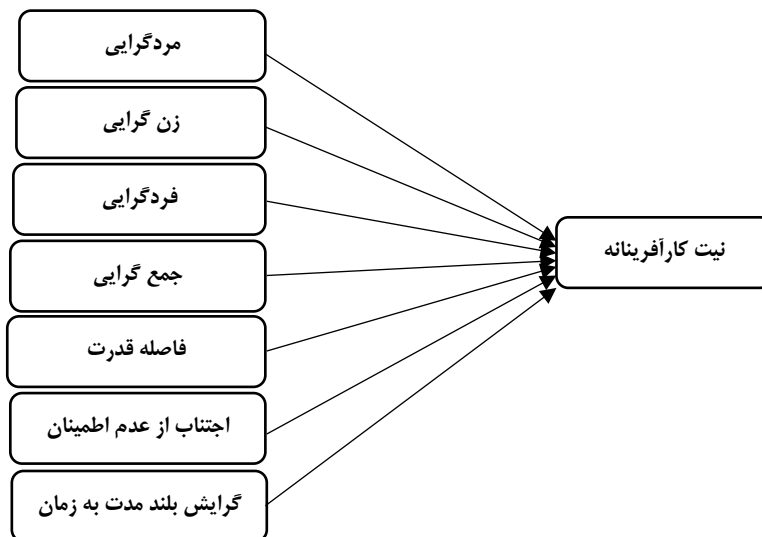 مردگرایی
زن گرایی
فردگرایی
جمع گرایی
فاصله قدرت
اجتناب از عدم اطمینان
گرایش بلند مدت به زمان
نیت کارآفرینانه